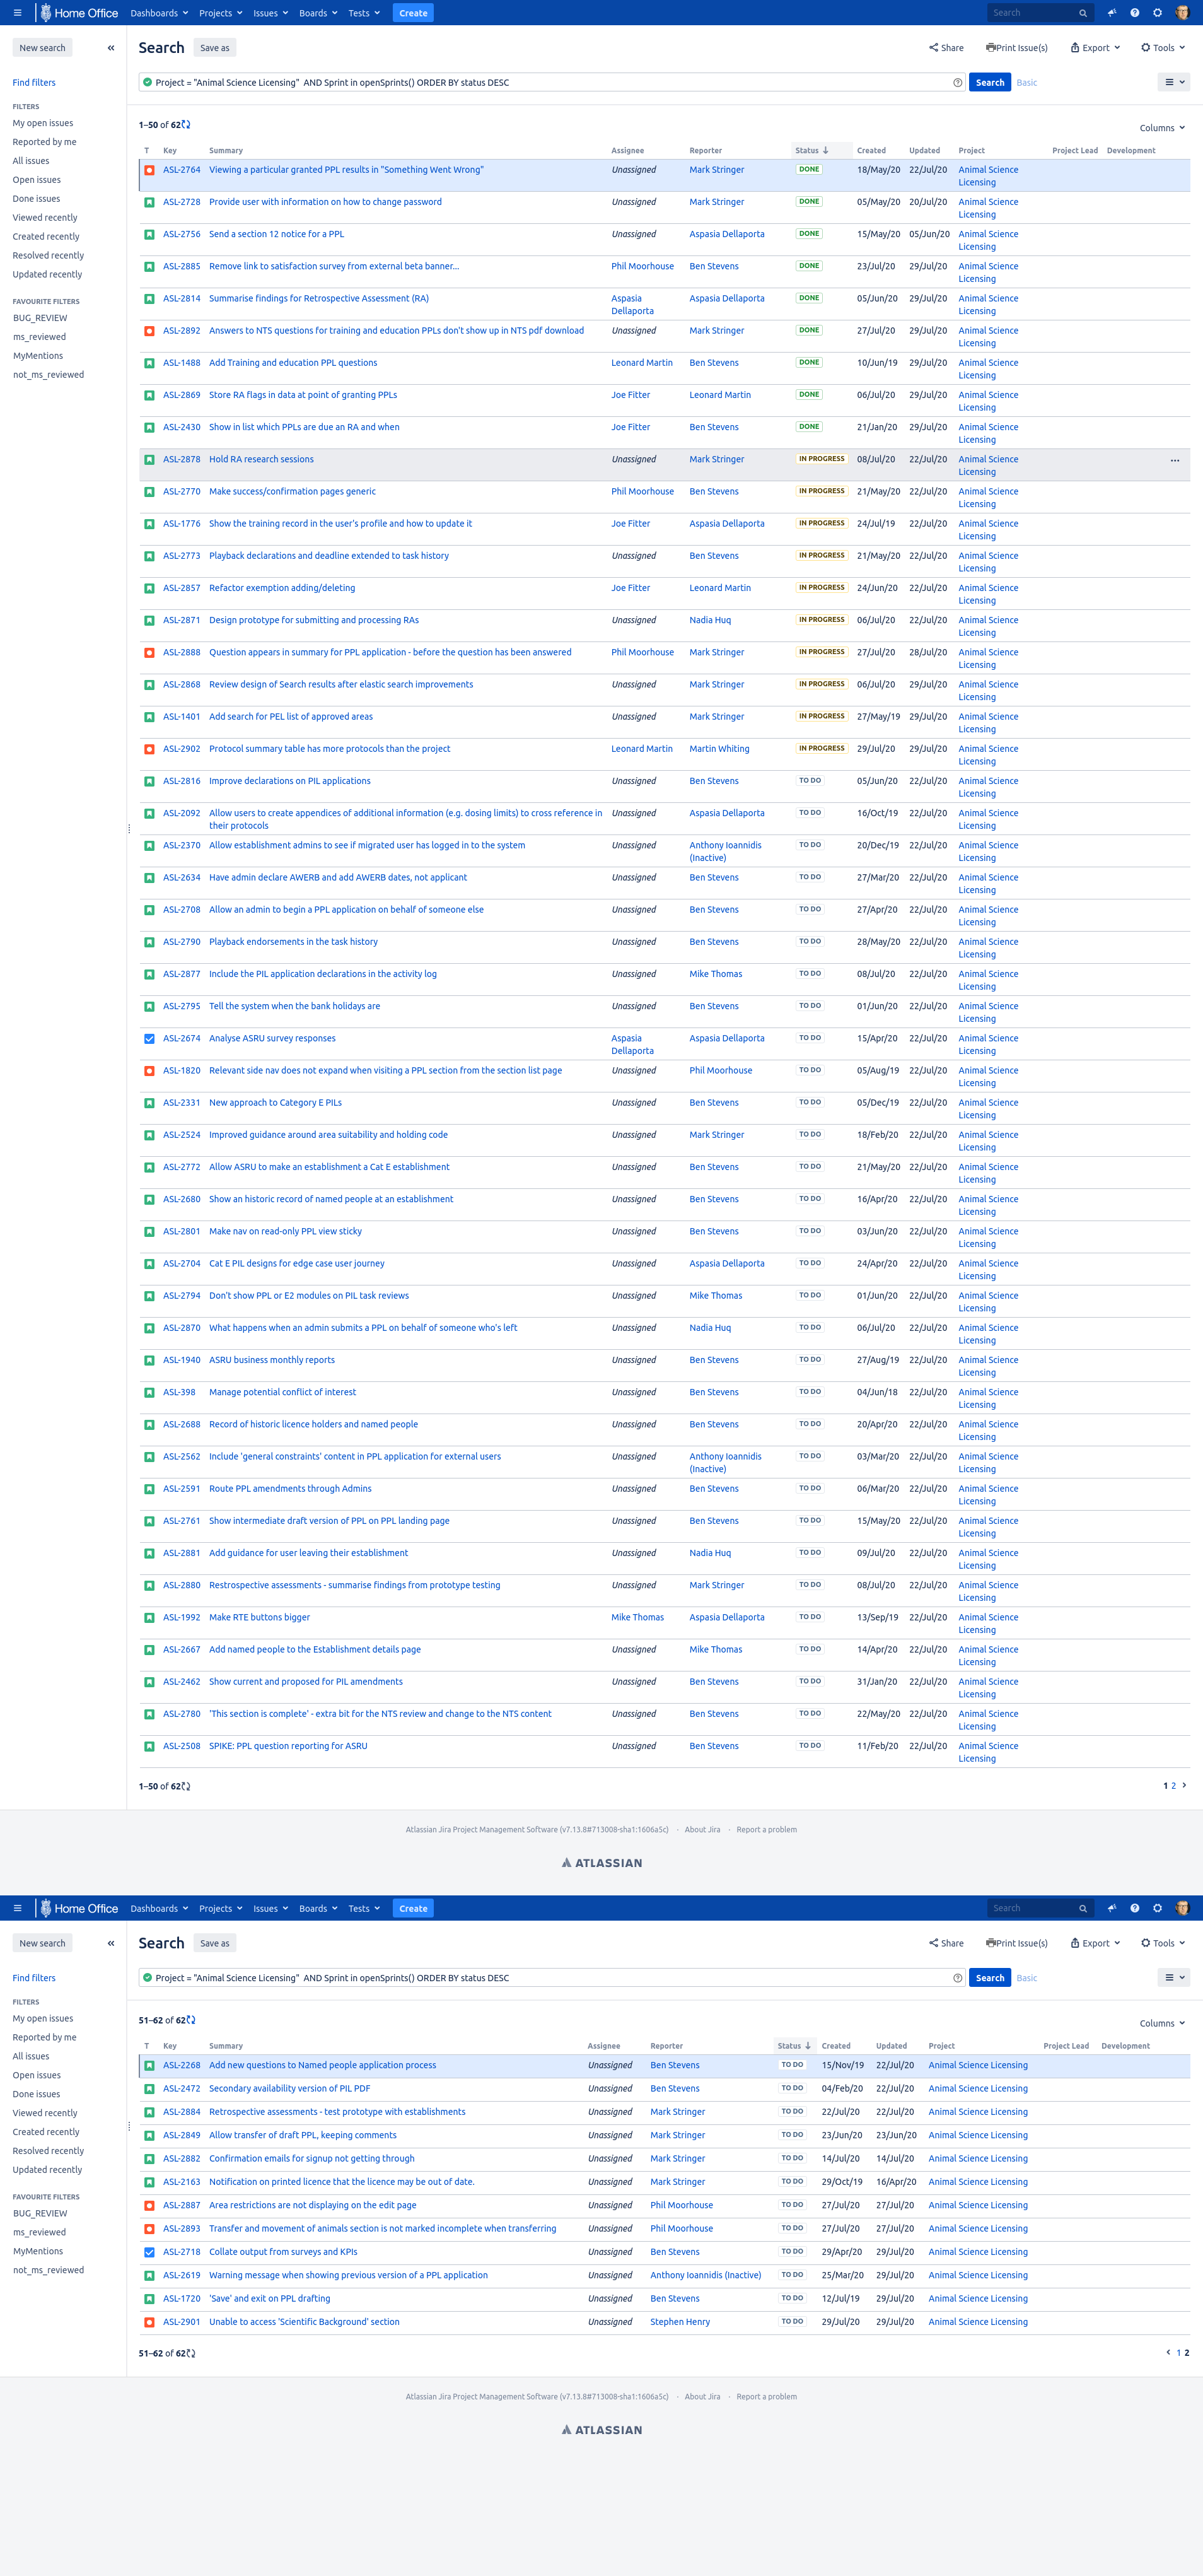 Home Office Dashboards Projects Issues Boards Tests Create Search
New search
Search Save as Share Print Issue(s) Export Tools
Find filters
Project = "Animal Science Licensing" AND Sprint in openSprints() ORDER BY status DESC Search Basic
FILTERS
My open issues
Reported by me
All issues
Open issues
Done issues
Viewed recently
Created recently
Resolved recently
Updated recently
FAVOURITE FILTERS
BUG_REVIEW
ms_reviewed
MyMentions
not_ms_reviewed
1–50 of 62
Columns
T Key Summary Assignee Reporter Status Created Updated Project Project Lead Development
ASL-2764 Viewing a particular granted PPL results in "Something Went Wrong" Unassigned Mark Stringer DONE 18/May/20 22/Jul/20 Animal Science
Licensing
ASL-2728 Provide user with information on how to change password Unassigned Mark Stringer DONE 05/May/20 20/Jul/20 Animal Science
Licensing
ASL-2756 Send a section 12 notice for a PPL Unassigned Aspasia Dellaporta DONE 15/May/20 05/Jun/20 Animal Science
Licensing
ASL-2885 Remove link to satisfaction survey from external beta banner... Phil Moorhouse Ben Stevens DONE 23/Jul/20 29/Jul/20 Animal Science
Licensing
ASL-2814 Summarise findings for Retrospective Assessment (RA) Aspasia Aspasia Dellaporta DONE 05/Jun/20 29/Jul/20 Animal Science
Dellaporta Licensing
ASL-2892 Answers to NTS questions for training and education PPLs don't show up in NTS pdf download Unassigned Mark Stringer DONE 27/Jul/20 29/Jul/20 Animal Science
Licensing
ASL-1488 Add Training and education PPL questions Leonard Martin Ben Stevens DONE 10/Jun/19 29/Jul/20 Animal Science
Licensing
ASL-2869 Store RA flags in data at point of granting PPLs Joe Fitter Leonard Martin DONE 06/Jul/20 29/Jul/20 Animal Science
Licensing
ASL-2430 Show in list which PPLs are due an RA and when Joe Fitter Ben Stevens DONE 21/Jan/20 29/Jul/20 Animal Science
Licensing
ASL-2878 Hold RA research sessions Unassigned Mark Stringer IN PROGRESS 08/Jul/20 22/Jul/20 Animal Science
Licensing
ASL-2770 Make success/confirmation pages generic Phil Moorhouse Ben Stevens IN PROGRESS 21/May/20 22/Jul/20 Animal Science
Licensing
ASL-1776 Show the training record in the user's profile and how to update it Joe Fitter Aspasia Dellaporta IN PROGRESS 24/Jul/19 22/Jul/20 Animal Science
Licensing
ASL-2773 Playback declarations and deadline extended to task history Unassigned Ben Stevens IN PROGRESS 21/May/20 22/Jul/20 Animal Science
Licensing
ASL-2857 Refactor exemption adding/deleting Joe Fitter Leonard Martin IN PROGRESS 24/Jun/20 22/Jul/20 Animal Science
Licensing
ASL-2871 Design prototype for submitting and processing RAs Unassigned Nadia Huq IN PROGRESS 06/Jul/20 22/Jul/20 Animal Science
Licensing
ASL-2888 Question appears in summary for PPL application - before the question has been answered Phil Moorhouse Mark Stringer IN PROGRESS 27/Jul/20 28/Jul/20 Animal Science
Licensing
ASL-2868 Review design of Search results after elastic search improvements Unassigned Mark Stringer IN PROGRESS 06/Jul/20 29/Jul/20 Animal Science
Licensing
ASL-1401 Add search for PEL list of approved areas Unassigned Mark Stringer IN PROGRESS 27/May/19 29/Jul/20 Animal Science
Licensing
ASL-2902 Protocol summary table has more protocols than the project Leonard Martin Martin Whiting IN PROGRESS 29/Jul/20 29/Jul/20 Animal Science
Licensing
ASL-2816 Improve declarations on PIL applications Unassigned Ben Stevens TO DO 05/Jun/20 22/Jul/20 Animal Science
Licensing
ASL-2092 Allow users to create appendices of additional information (e.g. dosing limits) to cross reference in Unassigned Aspasia Dellaporta TO DO 16/Oct/19 22/Jul/20 Animal Science
their protocols Licensing
ASL-2370 Allow establishment admins to see if migrated user has logged in to the system Unassigned Anthony Ioannidis TO DO 20/Dec/19 22/Jul/20 Animal Science
(Inactive) Licensing
ASL-2634 Have admin declare AWERB and add AWERB dates, not applicant Unassigned Ben Stevens TO DO 27/Mar/20 22/Jul/20 Animal Science
Licensing
ASL-2708 Allow an admin to begin a PPL application on behalf of someone else Unassigned Ben Stevens TO DO 27/Apr/20 22/Jul/20 Animal Science
Licensing
ASL-2790 Playback endorsements in the task history Unassigned Ben Stevens TO DO 28/May/20 22/Jul/20 Animal Science
Licensing
ASL-2877 Include the PIL application declarations in the activity log Unassigned Mike Thomas TO DO 08/Jul/20 22/Jul/20 Animal Science
Licensing
ASL-2795 Tell the system when the bank holidays are Unassigned Ben Stevens TO DO 01/Jun/20 22/Jul/20 Animal Science
Licensing
ASL-2674 Analyse ASRU survey responses Aspasia Aspasia Dellaporta TO DO 15/Apr/20 22/Jul/20 Animal Science
Dellaporta Licensing
ASL-1820 Relevant side nav does not expand when visiting a PPL section from the section list page Unassigned Phil Moorhouse TO DO 05/Aug/19 22/Jul/20 Animal Science
Licensing
ASL-2331 New approach to Category E PILs Unassigned Ben Stevens TO DO 05/Dec/19 22/Jul/20 Animal Science
Licensing
ASL-2524 Improved guidance around area suitability and holding code Unassigned Mark Stringer TO DO 18/Feb/20 22/Jul/20 Animal Science
Licensing
ASL-2772 Allow ASRU to make an establishment a Cat E establishment Unassigned Ben Stevens TO DO 21/May/20 22/Jul/20 Animal Science
Licensing
ASL-2680 Show an historic record of named people at an establishment Unassigned Ben Stevens TO DO 16/Apr/20 22/Jul/20 Animal Science
Licensing
ASL-2801 Make nav on read-only PPL view sticky Unassigned Ben Stevens TO DO 03/Jun/20 22/Jul/20 Animal Science
Licensing
ASL-2704 Cat E PIL designs for edge case user journey Unassigned Aspasia Dellaporta TO DO 24/Apr/20 22/Jul/20 Animal Science
Licensing
ASL-2794 Don't show PPL or E2 modules on PIL task reviews Unassigned Mike Thomas TO DO 01/Jun/20 22/Jul/20 Animal Science
Licensing
ASL-2870 What happens when an admin submits a PPL on behalf of someone who's left Unassigned Nadia Huq TO DO 06/Jul/20 22/Jul/20 Animal Science
Licensing
ASL-1940 ASRU business monthly reports Unassigned Ben Stevens TO DO 27/Aug/19 22/Jul/20 Animal Science
Licensing
ASL-398 Manage potential conflict of interest Unassigned Ben Stevens TO DO 04/Jun/18 22/Jul/20 Animal Science
Licensing
ASL-2688 Record of historic licence holders and named people Unassigned Ben Stevens TO DO 20/Apr/20 22/Jul/20 Animal Science
Licensing
ASL-2562 Include 'general constraints' content in PPL application for external users Unassigned Anthony Ioannidis TO DO 03/Mar/20 22/Jul/20 Animal Science
(Inactive) Licensing
ASL-2591 Route PPL amendments through Admins Unassigned Ben Stevens TO DO 06/Mar/20 22/Jul/20 Animal Science
Licensing
ASL-2761 Show intermediate draft version of PPL on PPL landing page Unassigned Ben Stevens TO DO 15/May/20 22/Jul/20 Animal Science
Licensing
ASL-2881 Add guidance for user leaving their establishment Unassigned Nadia Huq TO DO 09/Jul/20 22/Jul/20 Animal Science
Licensing
ASL-2880 Restrospective assessments - summarise findings from prototype testing Unassigned Mark Stringer TO DO 08/Jul/20 22/Jul/20 Animal Science
Licensing
ASL-1992 Make RTE buttons bigger Mike Thomas Aspasia Dellaporta TO DO 13/Sep/19 22/Jul/20 Animal Science
Licensing
ASL-2667 Add named people to the Establishment details page Unassigned Mike Thomas TO DO 14/Apr/20 22/Jul/20 Animal Science
Licensing
ASL-2462 Show current and proposed for PIL amendments Unassigned Ben Stevens TO DO 31/Jan/20 22/Jul/20 Animal Science
Licensing
ASL-2780 'This section is complete' - extra bit for the NTS review and change to the NTS content Unassigned Ben Stevens TO DO 22/May/20 22/Jul/20 Animal Science
Licensing
ASL-2508 SPIKE: PPL question reporting for ASRU Unassigned Ben Stevens TO DO 11/Feb/20 22/Jul/20 Animal Science
Licensing
1–50 of 62 1 2
Atlassian Jira Project Management Software (v7.13.8#713008-sha1:1606a5c) · About Jira · Report a problem
ATLASSIAN
Home Office Dashboards Projects Issues Boards Tests Create Search
New search
Search Save as Share Print Issue(s) Export Tools
Find filters
Project = "Animal Science Licensing" AND Sprint in openSprints() ORDER BY status DESC Search Basic
FILTERS
My open issues
Reported by me
All issues
Open issues
Done issues
Viewed recently
Created recently
Resolved recently
Updated recently
FAVOURITE FILTERS
BUG_REVIEW
ms_reviewed
MyMentions
not_ms_reviewed
51–62 of 62
Columns
T Key Summary Assignee Reporter Status Created Updated Project Project Lead Development
ASL-2268 Add new questions to Named people application process Unassigned Ben Stevens TO DO 15/Nov/19 22/Jul/20 Animal Science Licensing
ASL-2472 Secondary availability version of PIL PDF Unassigned Ben Stevens TO DO 04/Feb/20 22/Jul/20 Animal Science Licensing
ASL-2884 Retrospective assessments - test prototype with establishments Unassigned Mark Stringer TO DO 22/Jul/20 22/Jul/20 Animal Science Licensing
ASL-2849 Allow transfer of draft PPL, keeping comments Unassigned Mark Stringer TO DO 23/Jun/20 23/Jun/20 Animal Science Licensing
ASL-2882 Confirmation emails for signup not getting through Unassigned Mark Stringer TO DO 14/Jul/20 14/Jul/20 Animal Science Licensing
ASL-2163 Notification on printed licence that the licence may be out of date. Unassigned Mark Stringer TO DO 29/Oct/19 16/Apr/20 Animal Science Licensing
ASL-2887 Area restrictions are not displaying on the edit page Unassigned Phil Moorhouse TO DO 27/Jul/20 27/Jul/20 Animal Science Licensing
ASL-2893 Transfer and movement of animals section is not marked incomplete when transferring Unassigned Phil Moorhouse TO DO 27/Jul/20 27/Jul/20 Animal Science Licensing
ASL-2718 Collate output from surveys and KPIs Unassigned Ben Stevens TO DO 29/Apr/20 29/Jul/20 Animal Science Licensing
ASL-2619 Warning message when showing previous version of a PPL application Unassigned Anthony Ioannidis (Inactive) TO DO 25/Mar/20 29/Jul/20 Animal Science Licensing
ASL-1720 'Save' and exit on PPL drafting Unassigned Ben Stevens TO DO 12/Jul/19 29/Jul/20 Animal Science Licensing
ASL-2901 Unable to access 'Scientific Background' section Unassigned Stephen Henry TO DO 29/Jul/20 29/Jul/20 Animal Science Licensing
51–62 of 62 1 2
Atlassian Jira Project Management Software (v7.13.8#713008-sha1:1606a5c) · About Jira · Report a problem
ATLASSIAN